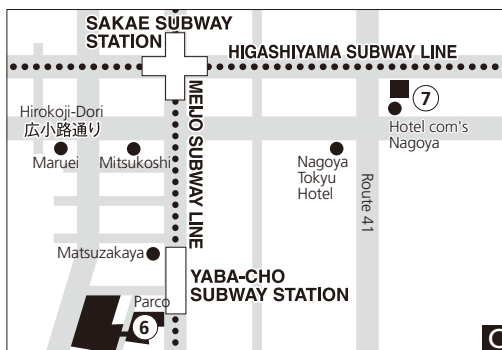 SAKAE SUBWAY
STATION
HIGASHIYAMA SUBWAY LINE
7
Hirokoji-Dori
広小路通り
Hotel com's
Nagoya
MEIJO SUBWAY LINE
Maruei
Mitsukoshi
Nagoya
Tokyu
Hotel
Route 41
Matsuzakaya
YABA-CHO
SUBWAY STATION
Parco
6